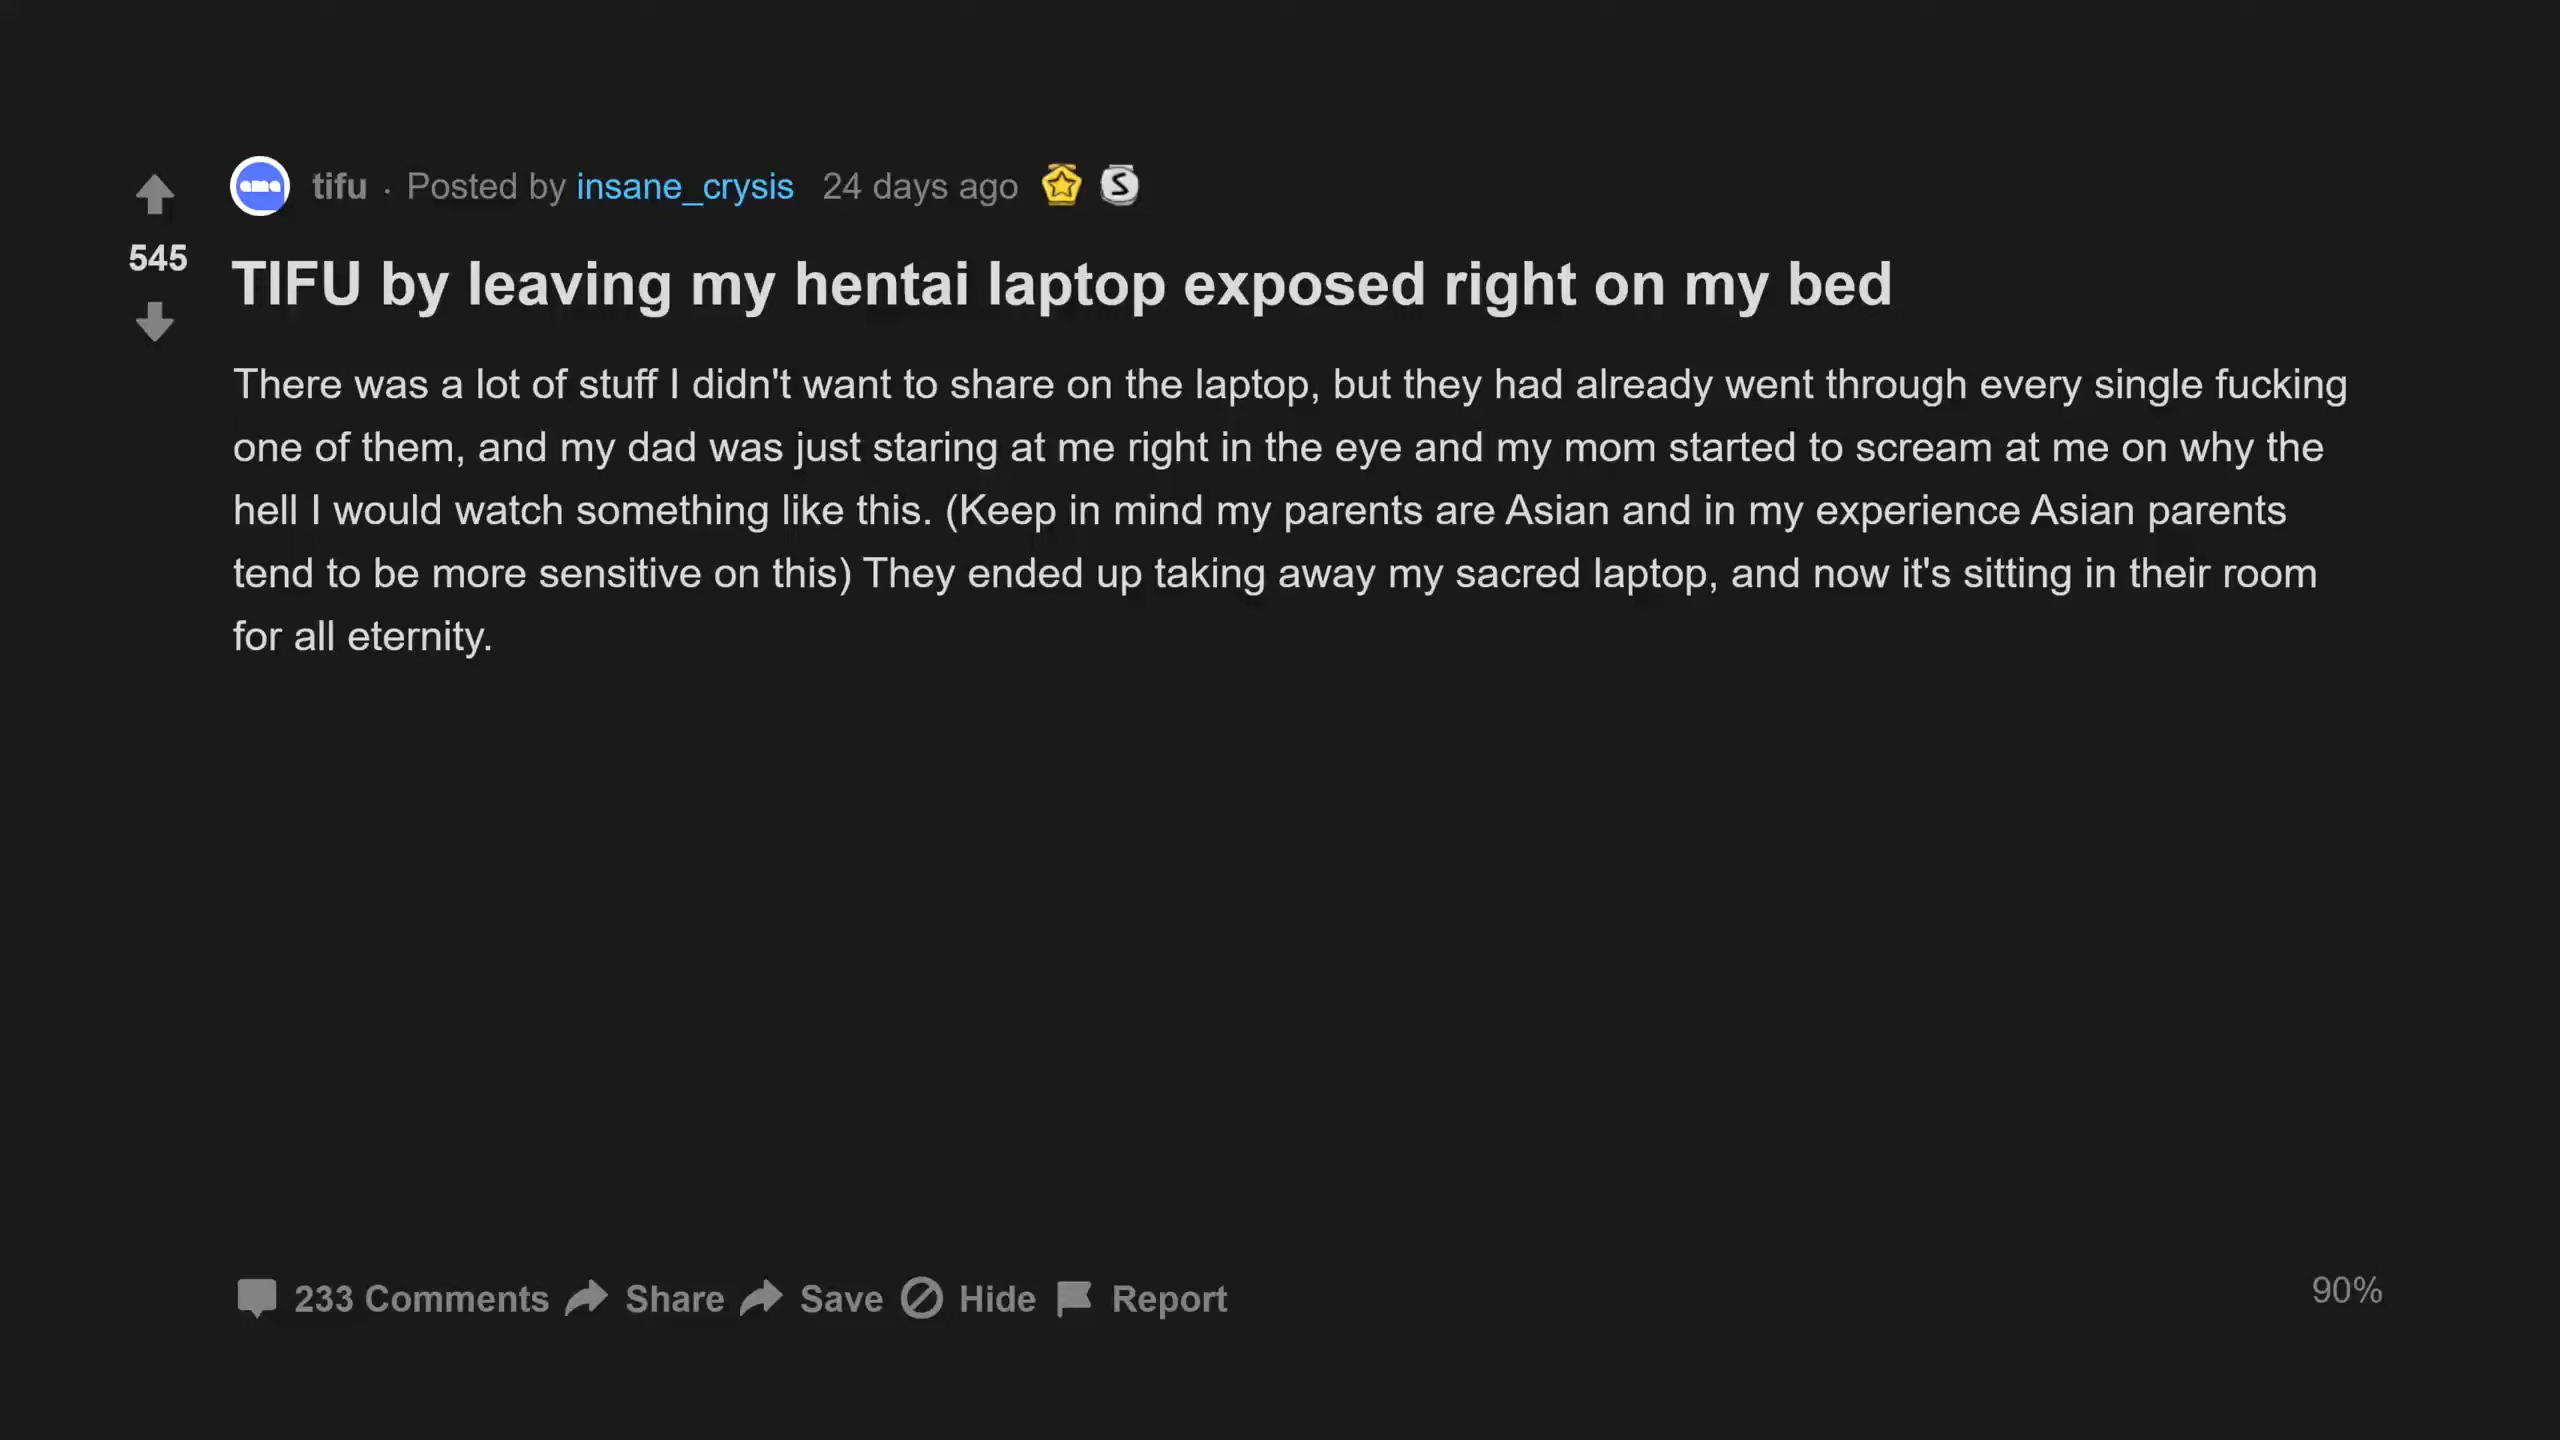 tifu · Posted by insane_crysis 24 days ago
545
TIFU by leaving my hentai laptop exposed right on my bed
There was a lot of stuff I didn't want to share on the laptop, but they had already went through every single fucking
one of them, and my dad was just staring at me right in the eye and my mom started to scream at me on why the
hell I would watch something like this. (Keep in mind my parents are Asian and in my experience Asian parents
tend to be more sensitive on this) They ended up taking away my sacred laptop, and now it's sitting in their room
for all eternity.
233 Comments Share Save Hide Report
90%